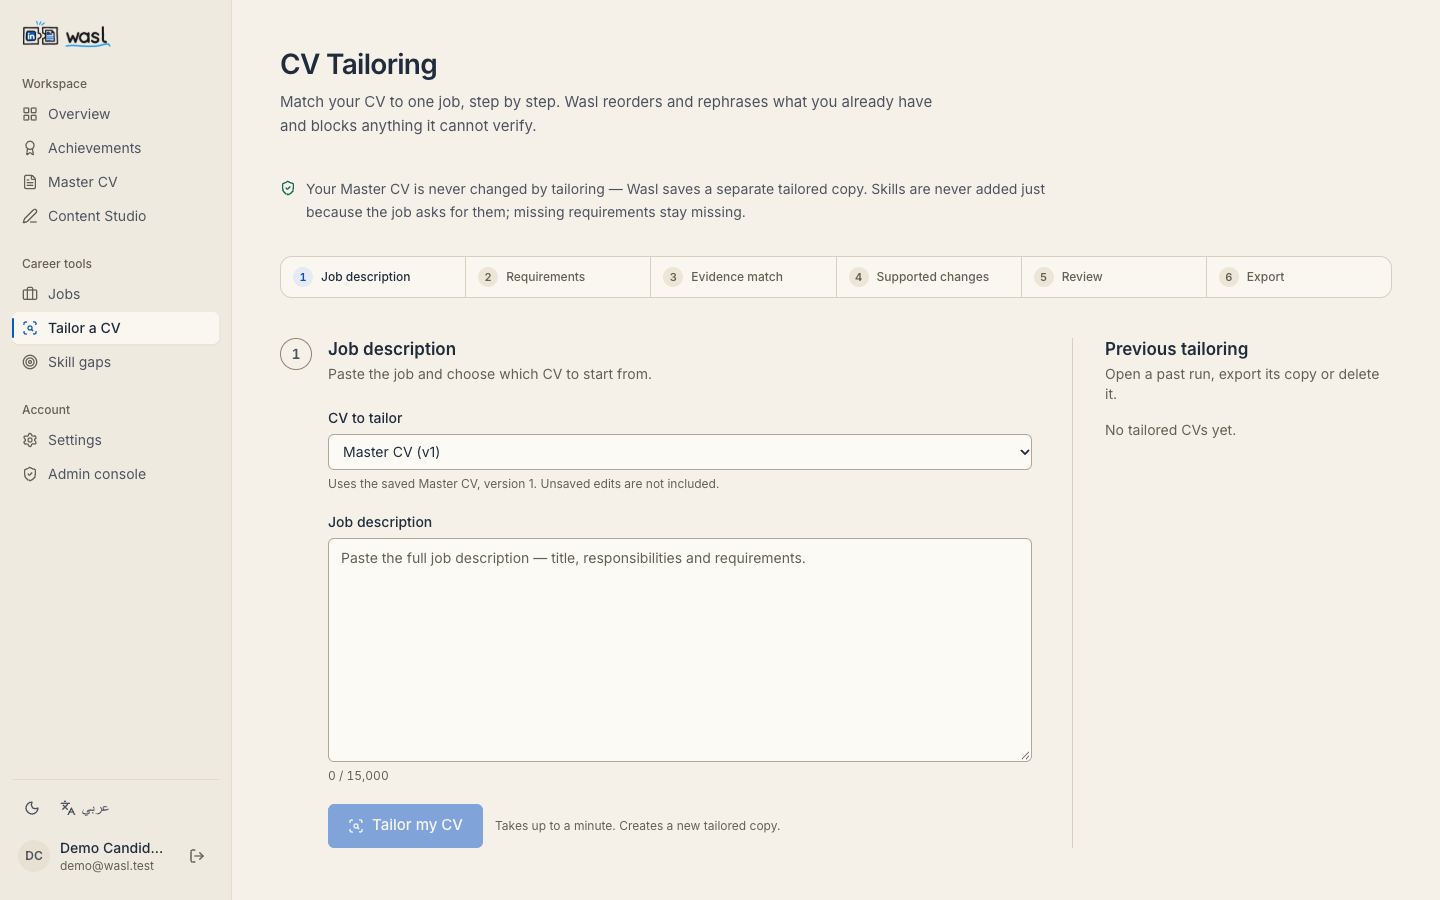 in
wasl
Workspace
Overview
Achievements
Master CV
Content Studio
Career tools
Jobs
Tailor a CV
Skill gaps
Account
Settings
Admin console
عربي
DC
Demo Candid...
demo@wasl.test
CV Tailoring
Match your CV to one job, step by step. Wasl reorders and rephrases what you already have
and blocks anything it cannot verify.
Your Master CV is never changed by tailoring — Wasl saves a separate tailored copy. Skills are never added just
because the job asks for them; missing requirements stay missing.
1 Job description
2 Requirements
3 Evidence match
4 Supported changes
5 Review
6 Export
1 Job description
Paste the job and choose which CV to start from.
CV to tailor
Master CV (v1)
Uses the saved Master CV, version 1. Unsaved edits are not included.
Job description
Paste the full job description — title, responsibilities and requirements.
0 / 15,000
Tailor my CV
Takes up to a minute. Creates a new tailored copy.
Previous tailoring
Open a past run, export its copy or delete
it.
No tailored CVs yet.